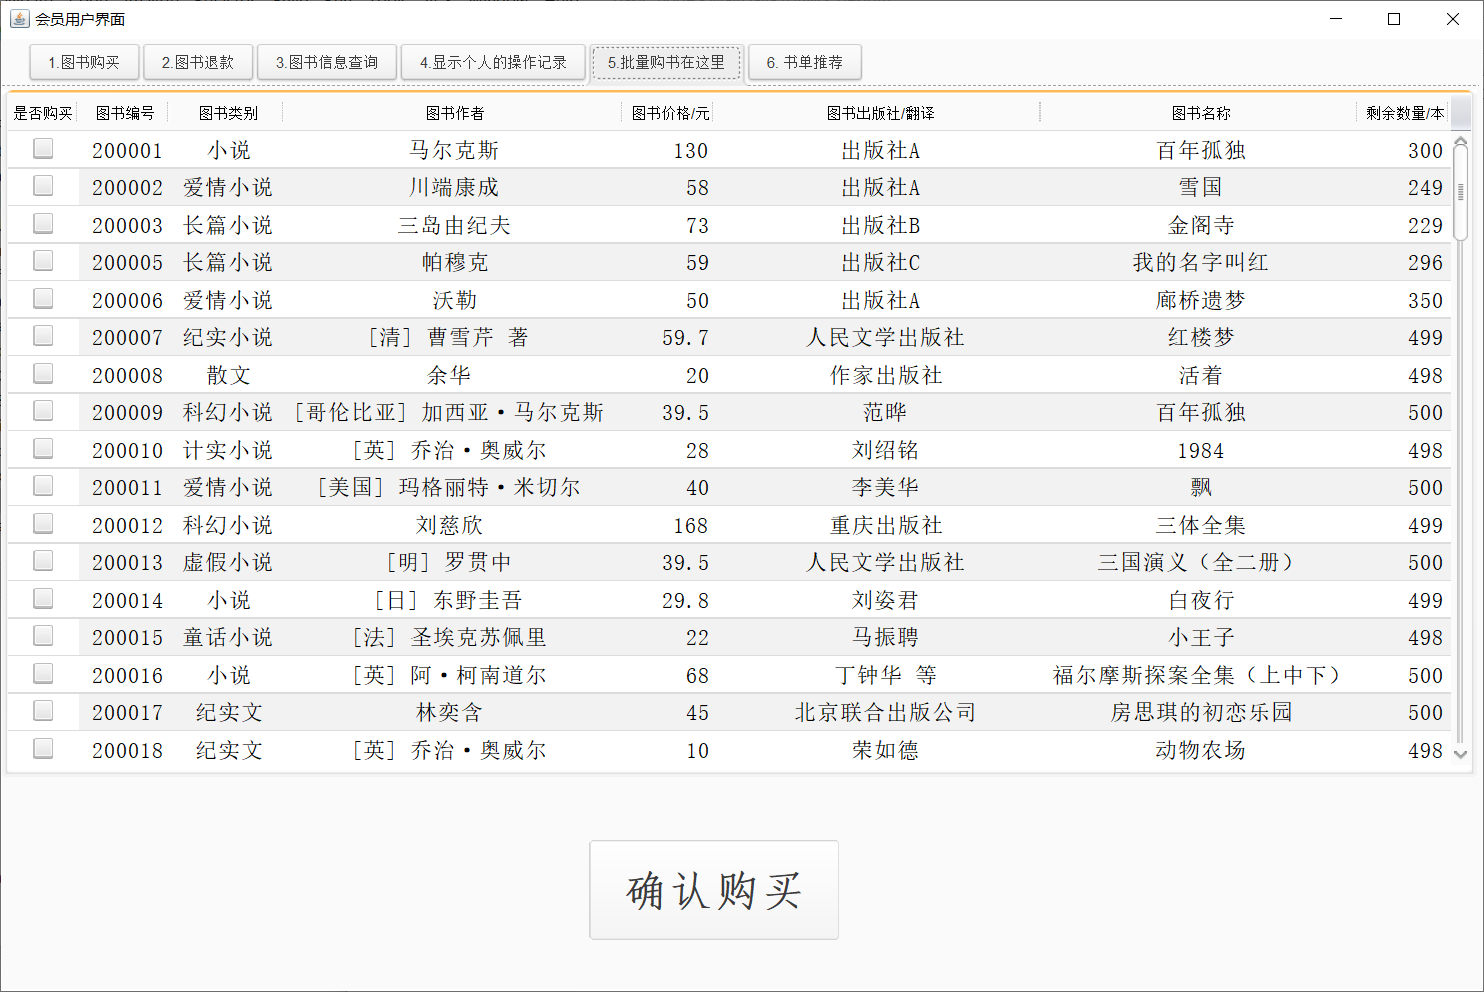 会员用户界面
1.图书购买 2.图书退款 3.图书信息查询 4.显示个人的操作记录 5.批量购书在这里 6. 书单推荐
是否购买 图书编号 图书类别 图书作者 图书价格/元 图书出版社/翻译 图书名称 剩余数量/本
200001 小说 马尔克斯 130 出版社A 百年孤独 300
200002 爱情小说 川端康成 58 出版社A 雪国 249
200003 长篇小说 三岛由纪夫 73 出版社B 金阁寺 229
200005 长篇小说 帕穆克 59 出版社C 我的名字叫红 296
200006 爱情小说 沃勒 50 出版社A 廊桥遗梦 350
200007 纪实小说 [清] 曹雪芹 著 59.7 人民文学出版社 红楼梦 499
200008 散文 余华 20 作家出版社 活着 498
200009 科幻小说 [哥伦比亚] 加西亚·马尔克斯 39.5 范晔 百年孤独 500
200010 计实小说 [英] 乔治·奥威尔 28 刘绍铭 1984 498
200011 爱情小说 [美国] 玛格丽特·米切尔 40 李美华 飘 500
200012 科幻小说 刘慈欣 168 重庆出版社 三体全集 499
200013 虚假小说 [明] 罗贯中 39.5 人民文学出版社 三国演义（全二册） 500
200014 小说 [日] 东野圭吾 29.8 刘姿君 白夜行 499
200015 童话小说 [法] 圣埃克苏佩里 22 马振聘 小王子 498
200016 小说 [英] 阿·柯南道尔 68 丁钟华 等 福尔摩斯探案全集（上中下） 500
200017 纪实文 林奕含 45 北京联合出版公司 房思琪的初恋乐园 500
200018 纪实文 [英] 乔治·奥威尔 10 荣如德 动物农场 498
确认购买